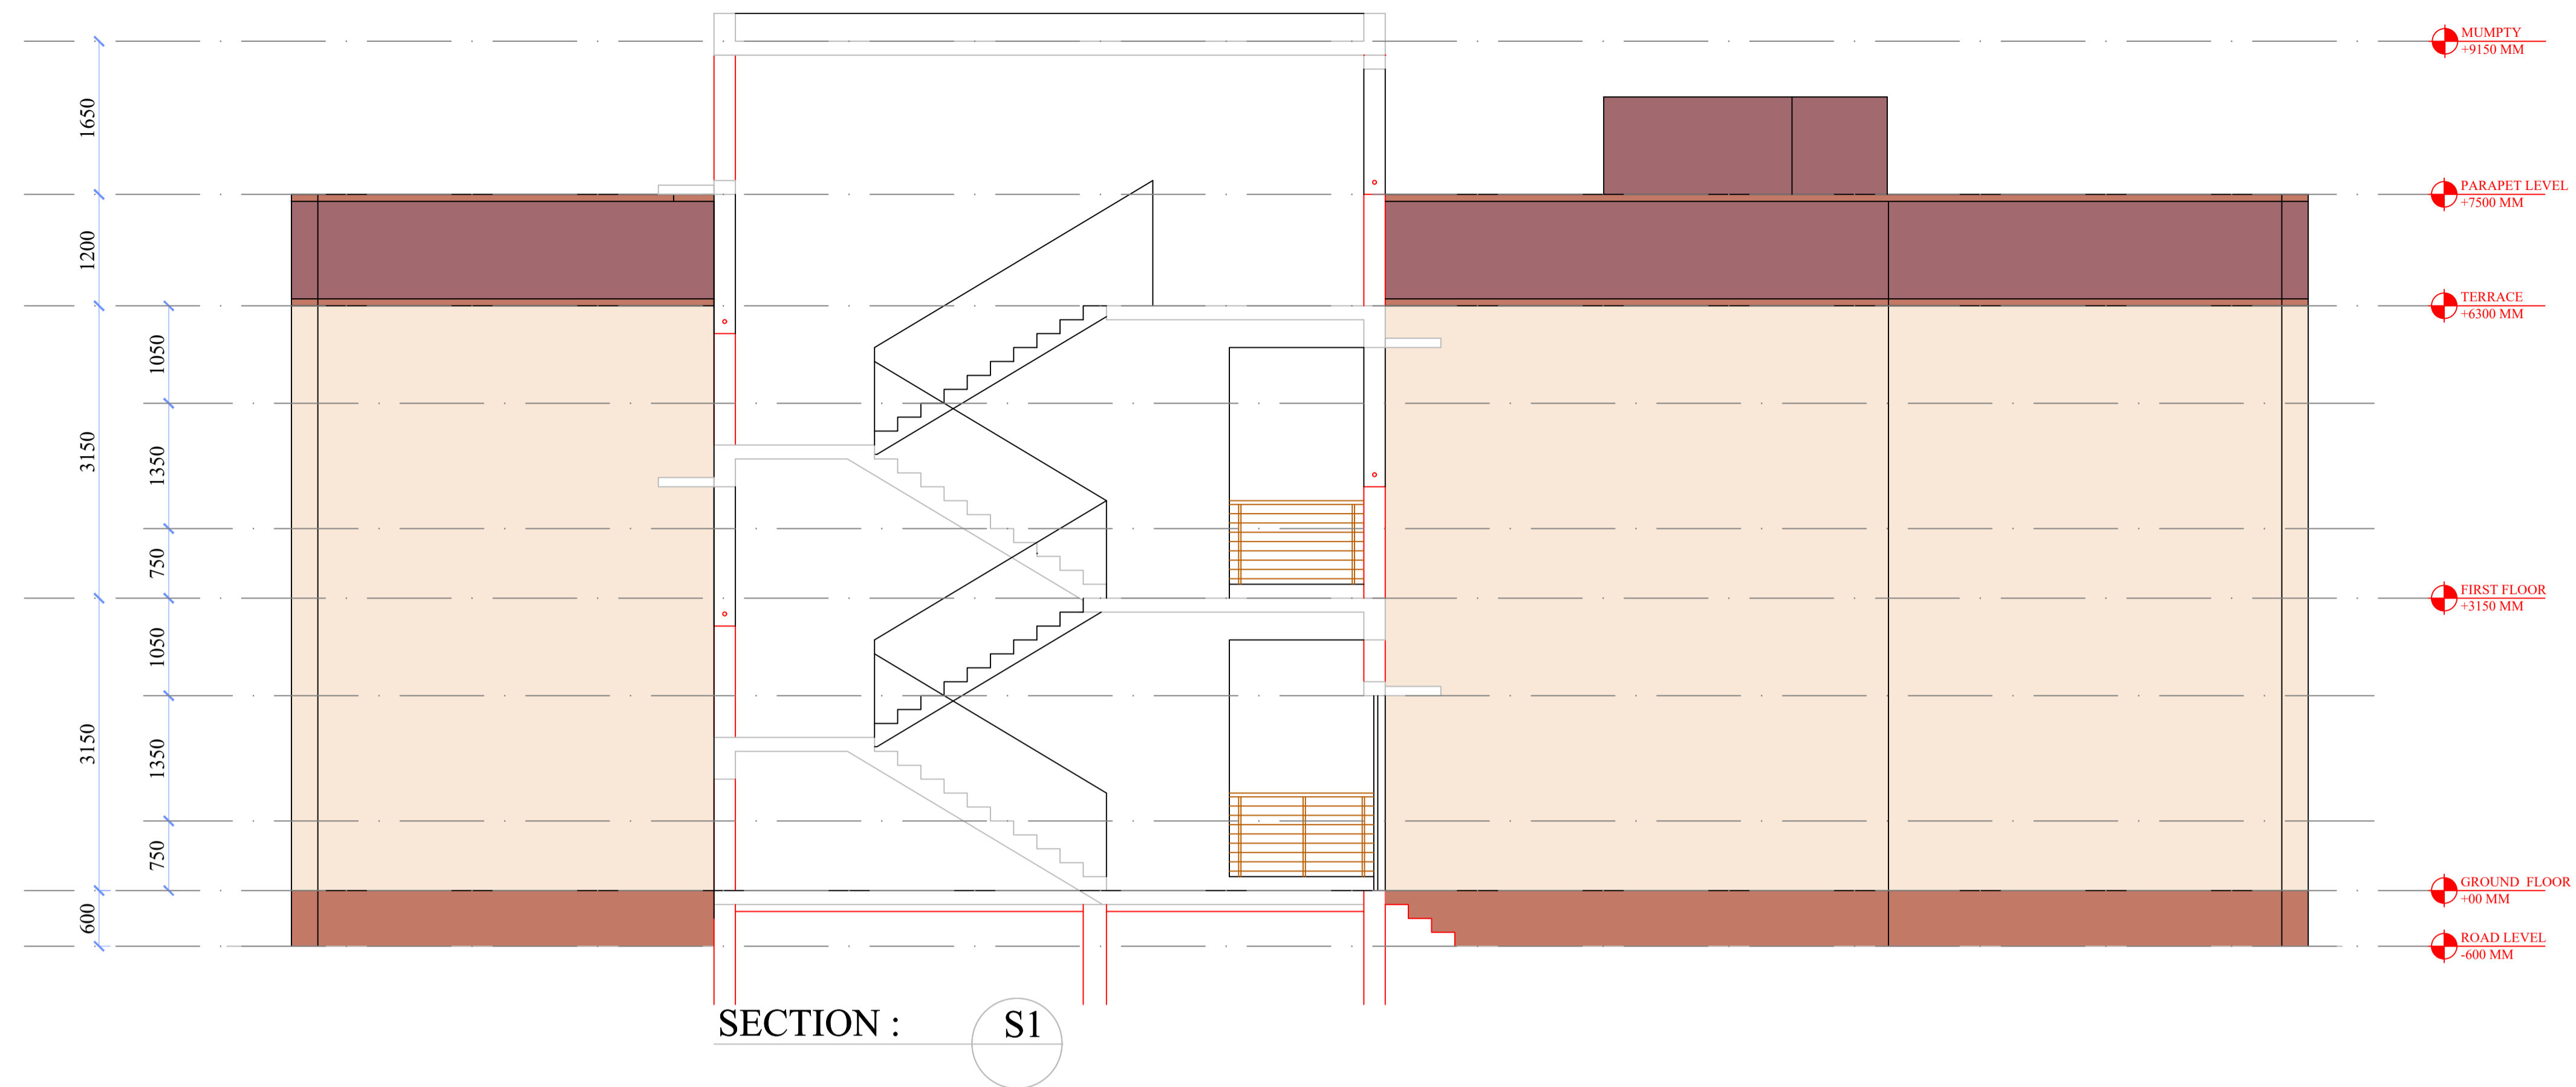 MUMPTY
+9150 MM
1650
PARAPET LEVEL
+7500 MM
1200
TERRACE
+6300 MM
1050
3150
1350
750
FIRST FLOOR
+3150 MM
1050
3150
1350
750
GROUND FLOOR
+00 MM
600
ROAD LEVEL
-600 MM
SECTION : S1